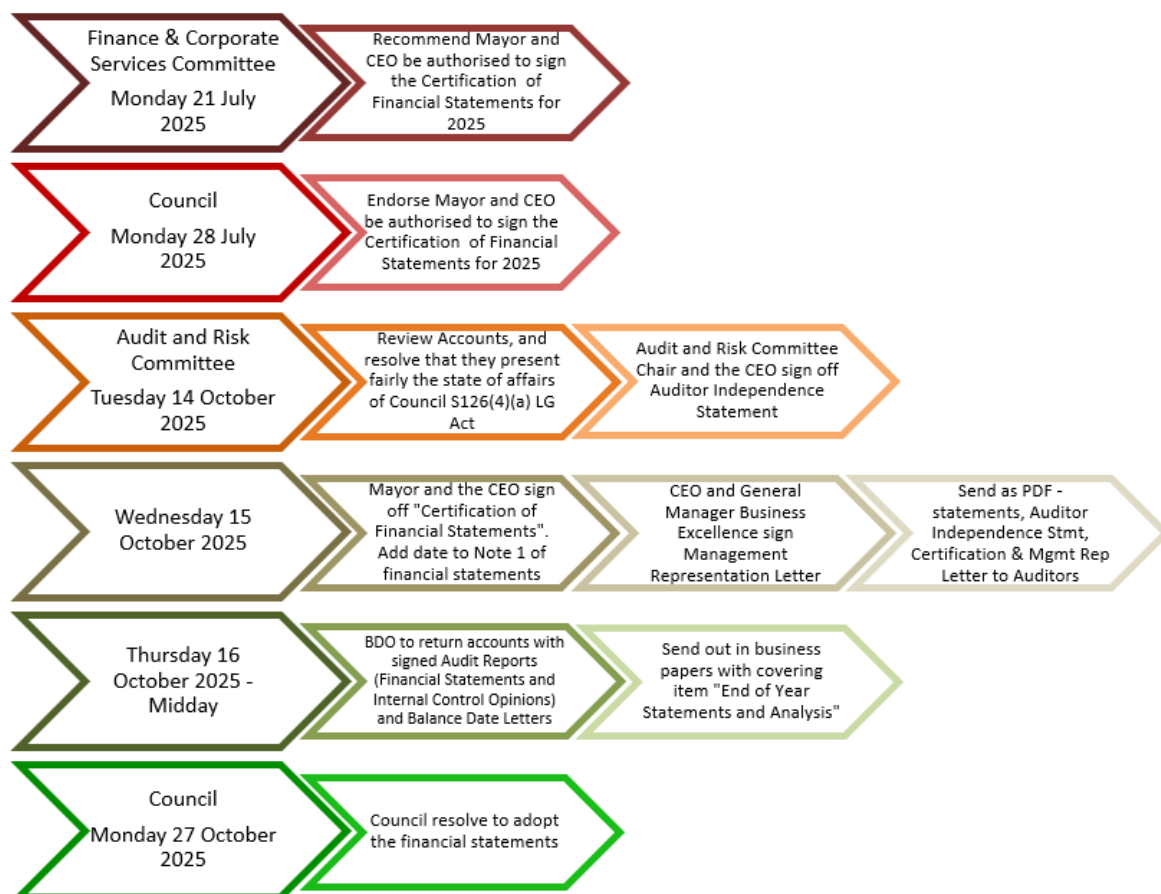 Finance & Corporate
Services Committee
Monday 21 July
2025
Recommend Mayor and
CEO be authorised to sign
the Certification of
Financial Statements for
2025
Council
Monday 28 July
2025
Endorse Mayor and CEO
be authorised to sign the
Certification of Financial
Statements for 2025
Audit and Risk
Committee
Tuesday 14 October
2025
Review Accounts, and
resolve that they present
fairly the state of affairs
of Council S126(4)(a) LG
Act
Audit and Risk Committee
Chair and the CEO sign off
Auditor Independence
Statement
Wednesday 15
October 2025
Mayor and the CEO sign
off "Certification of
Financial Statements".
Add date to Note 1 of
financial statements
CEO and General
Manager Business
Excellence sign
Management
Representation Letter
Send as PDF -
statements, Auditor
Independence Stmt,
Certification & Mgmt Rep
Letter to Auditors
Thursday 16
October 2025 -
Midday
BDO to return accounts with
signed Audit Reports
(Financial Statements and
Internal Control Opinions)
and Balance Date Letters
Send out in business
papers with covering
item "End of Year
Statements and Analysis"
Council
Monday 27 October
2025
Council resolve to adopt
the financial statements